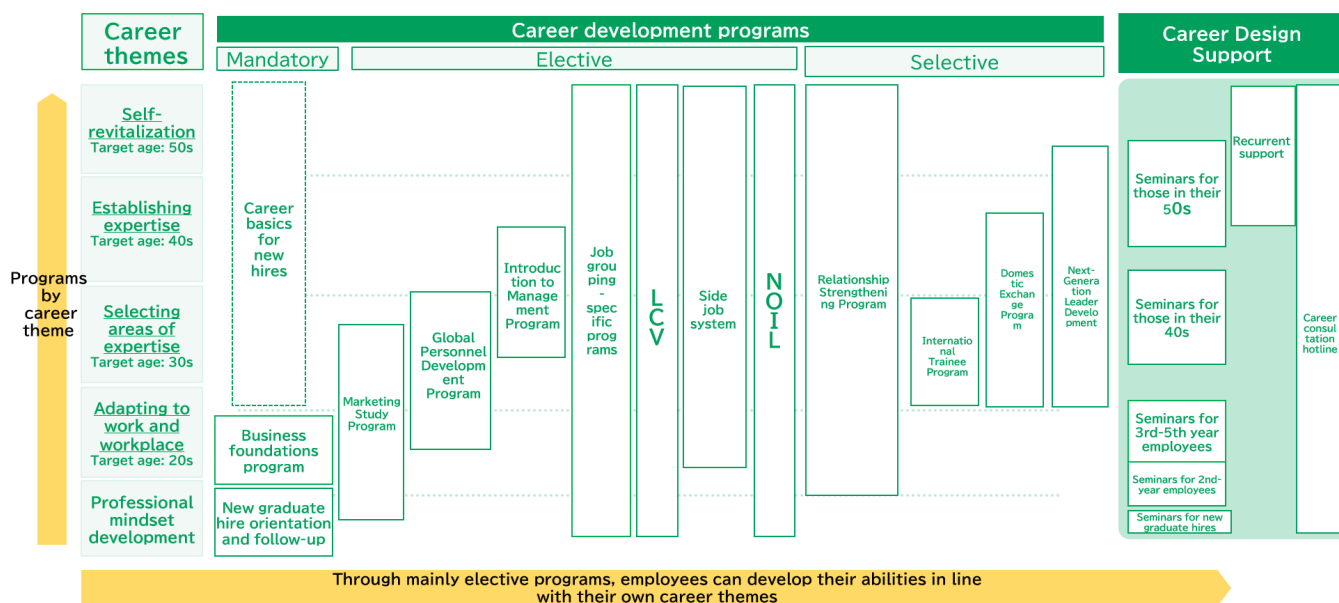 Career
themes
Career development programs
Mandatory
Elective
Selective
Career Design
Support
Programs
by
career
theme
Self-
revitalization
Target age: 50s
Establishing
expertise
Target age: 40s
Selecting
areas of
expertise
Target age: 30s
Adapting to
work and
workplace
Target age: 20s
Professional
mindset
development
Career
basics
for
new
hires
Business
foundations
program
New graduate
hire orientation
and follow-up
Marketing
Study
Program
Global
Personnel
Developm
ent
Program
Introduc
tion to
Manage
ment
Program
Job
grou
ping
-
spec
ific
prog
rams
L
C
V
Side
job
system
N
O
I
L
Relationship
Strengtheni
ng Program
Internatio
nal
Trainee
Program
Domes
tic
Exchan
ge
Progra
m
Next-
Genera
tion
Leader
Develo
pment
Seminars for
those in their
50s
Seminars for
those in their
40s
Seminars for
3rd-5th year
employees
Seminars for 2nd-
year employees
Seminars for new
graduate hires
Recurrent
support
Career
consul
tation
hotline
Through mainly elective programs, employees can develop their abilities in line
with their own career themes